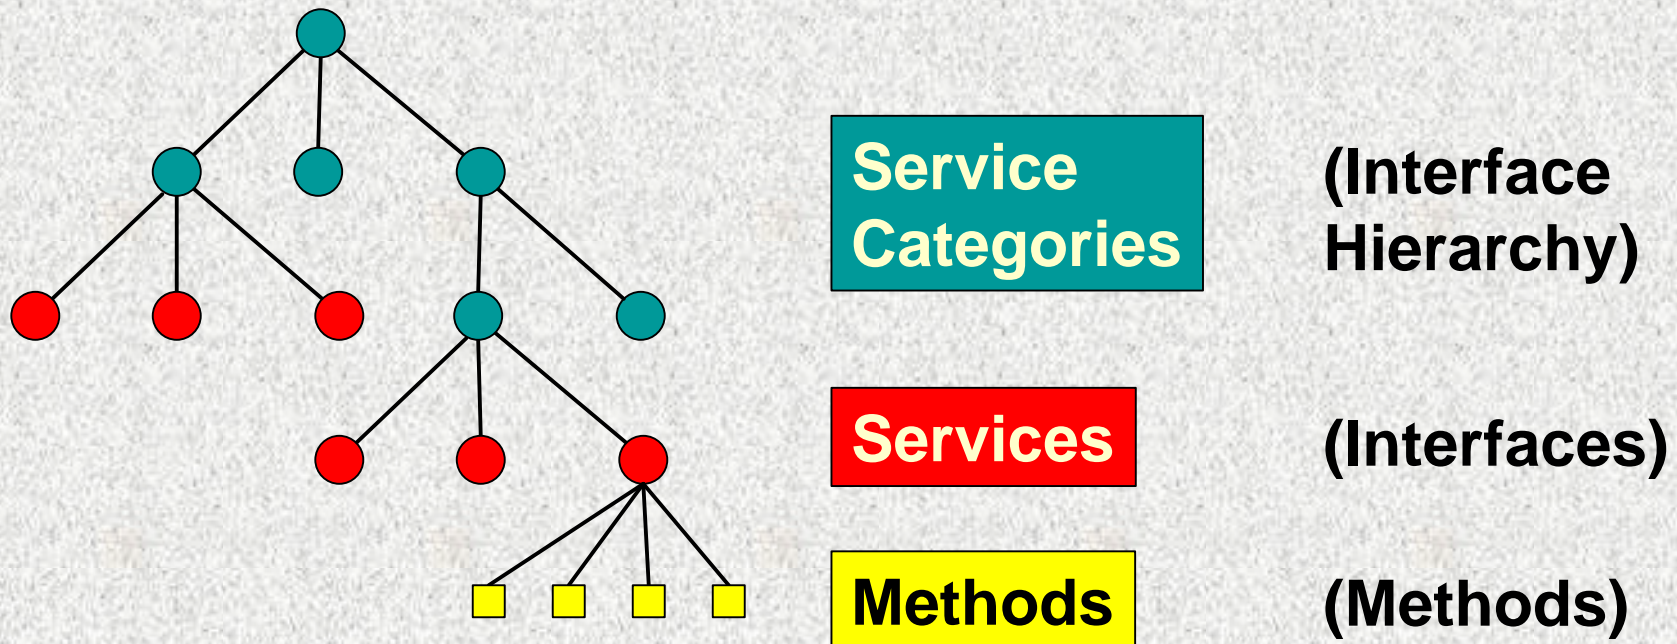 Service
Categories
(Interface
Hierarchy)
Services
(Interfaces)
Methods
(Methods)